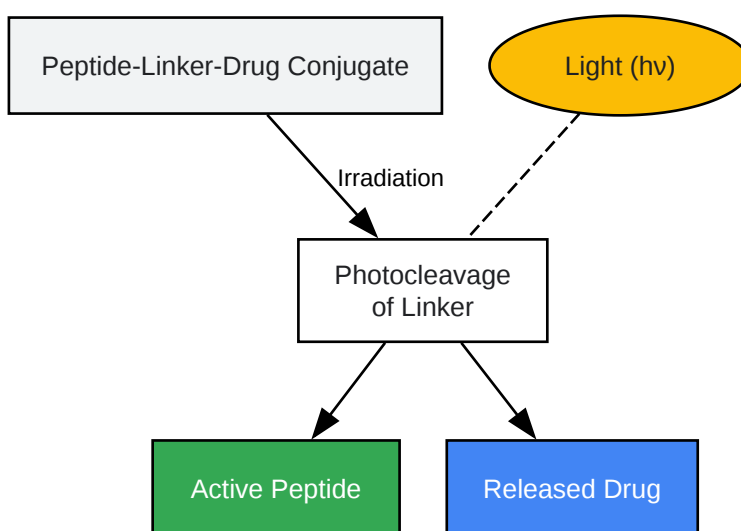 Peptide-Linker-Drug Conjugate
Light (hν)
Irradiation
Photocleavage
of Linker
Active Peptide
Released Drug